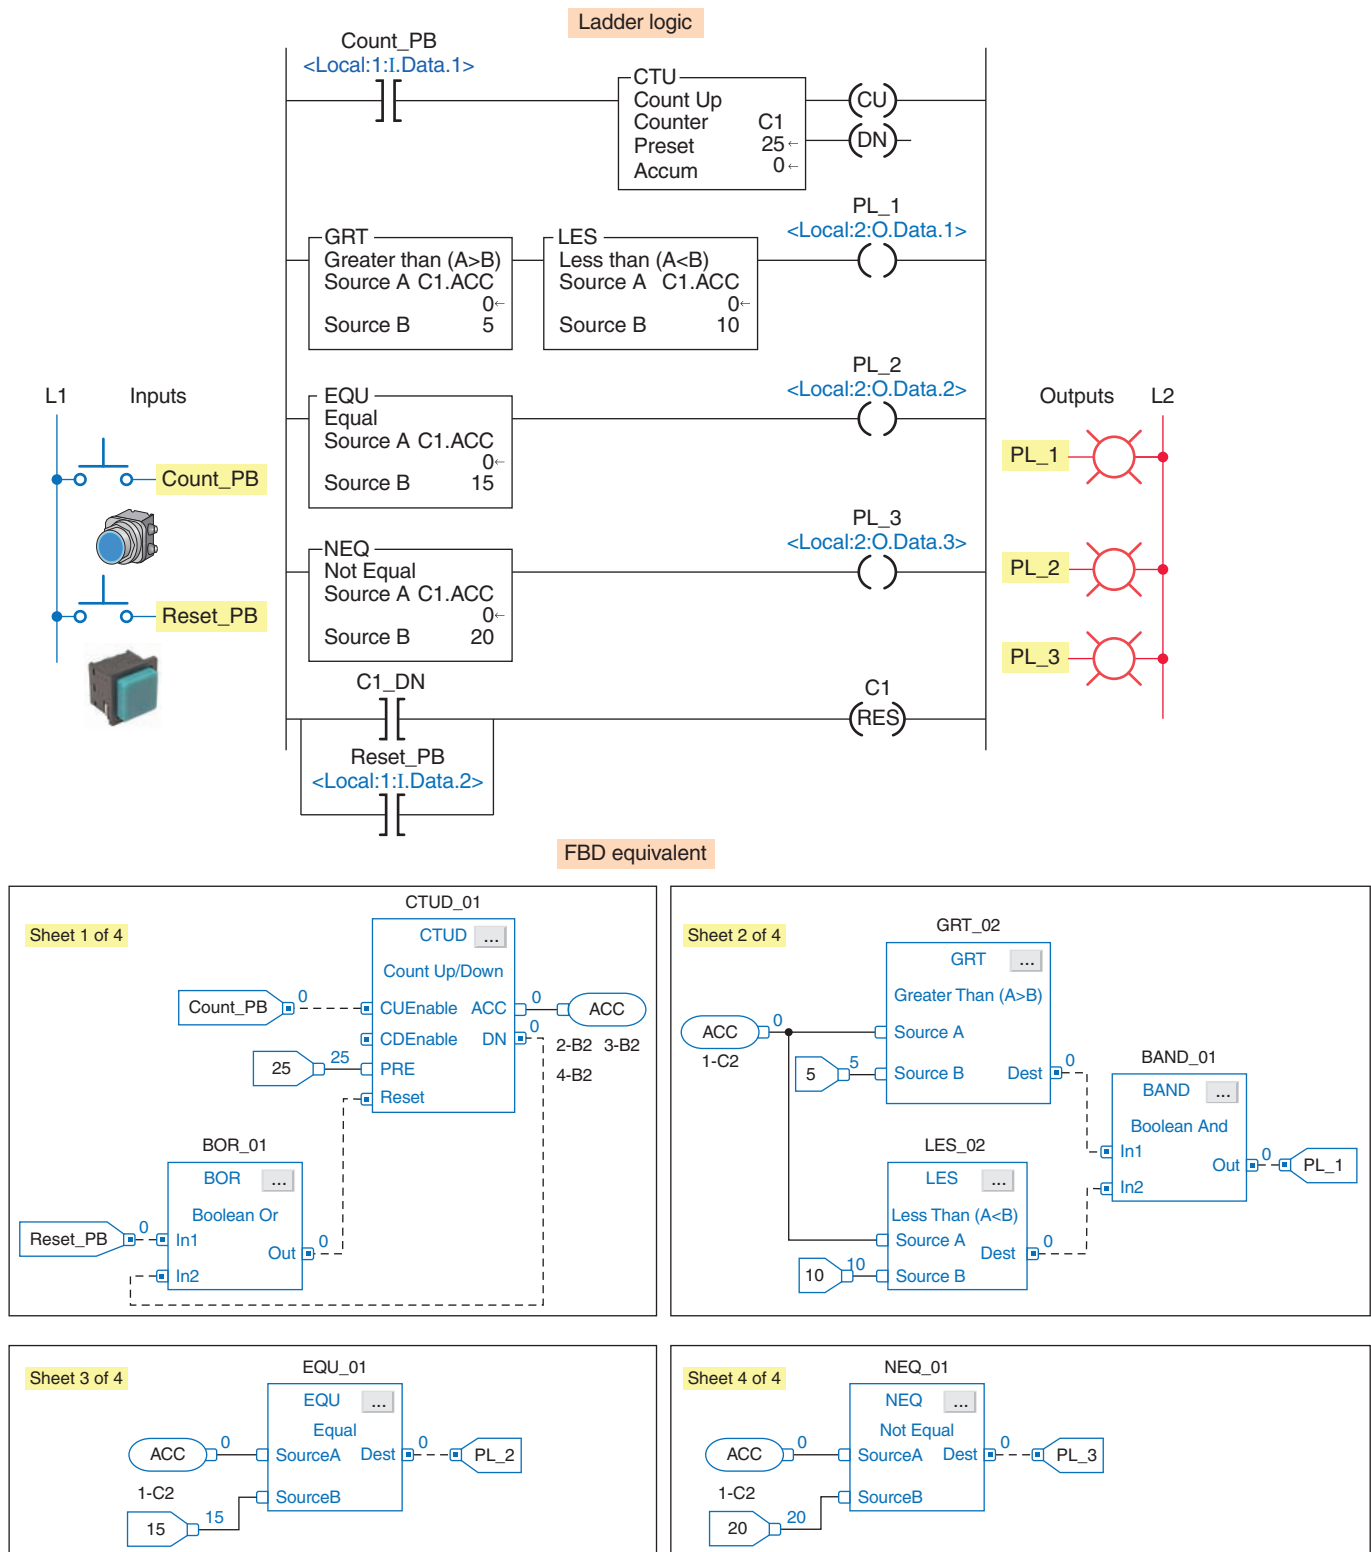 Ladder logic
Count_PB
<Local:1:I.Data.1>
CTU
Count Up
Counter C1
Preset 25←
Accum 0←
CU
DN
PL_1
<Local:2:O.Data.1>
GRT
Greater than (A>B)
Source A C1.ACC
0←
Source B 5
LES
Less than (A<B)
Source A C1.ACC
0←
Source B 10
PL_2
<Local:2:O.Data.2>
EQU
Equal
Source A C1.ACC
0←
Source B 15
PL_3
<Local:2:O.Data.3>
NEQ
Not Equal
Source A C1.ACC
0←
Source B 20
C1_DN
C1
RES
Reset_PB
<Local:1:I.Data.2>
L1 Inputs
Count_PB
Reset_PB
Outputs L2
PL_1
PL_2
PL_3
FBD equivalent
Sheet 1 of 4
CTUD_01
CTUD ...
Count Up/Down
Count_PB 0 CUEnable ACC 0 ACC
CDEnable DN 0
2-B2 3-B2
4-B2
25 25 PRE
Reset
BOR_01
BOR ...
Boolean Or
Reset_PB 0 In1
Out 0
In2
Sheet 2 of 4
GRT_02
GRT ...
Greater Than (A>B)
ACC 0 Source A
1-C2
5 5 Source B Dest 0
BAND_01
BAND ...
Boolean And
In1
Out 0 PL_1
In2
LES_02
LES ...
Less Than (A<B)
Source A
Dest 0
10 10 Source B
Sheet 3 of 4
EQU_01
EQU ...
Equal
ACC 0 SourceA Dest 0 PL_2
1-C2
SourceB
15 15
Sheet 4 of 4
NEQ_01
NEQ ...
Not Equal
ACC 0 SourceA Dest 0 PL_3
1-C2
SourceB
20 20